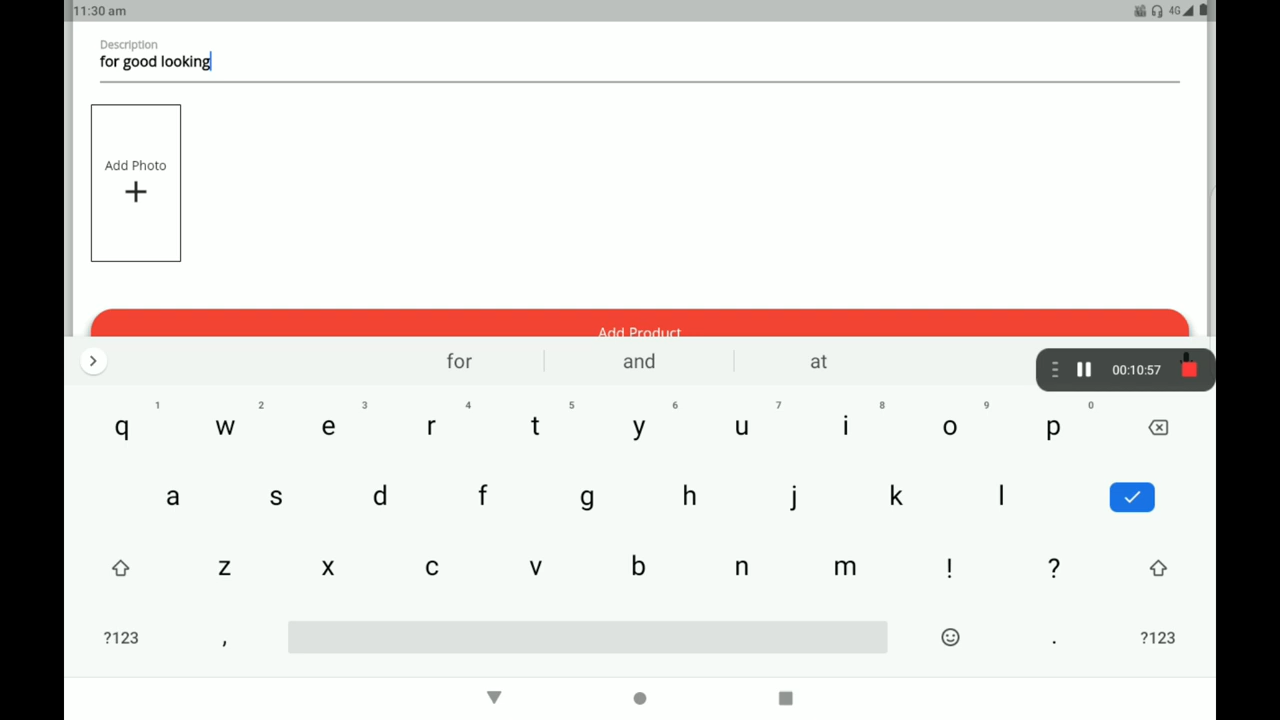 11:30 am
4G
Description
for good looking
Add Photo
Add Product
for and at
00:10:57
1 2 3 4 5 6 7 8 9 0
q w e r t y u i o p
a s d f g h j k l
z x c v b n m ! ?
?123 , . ?123